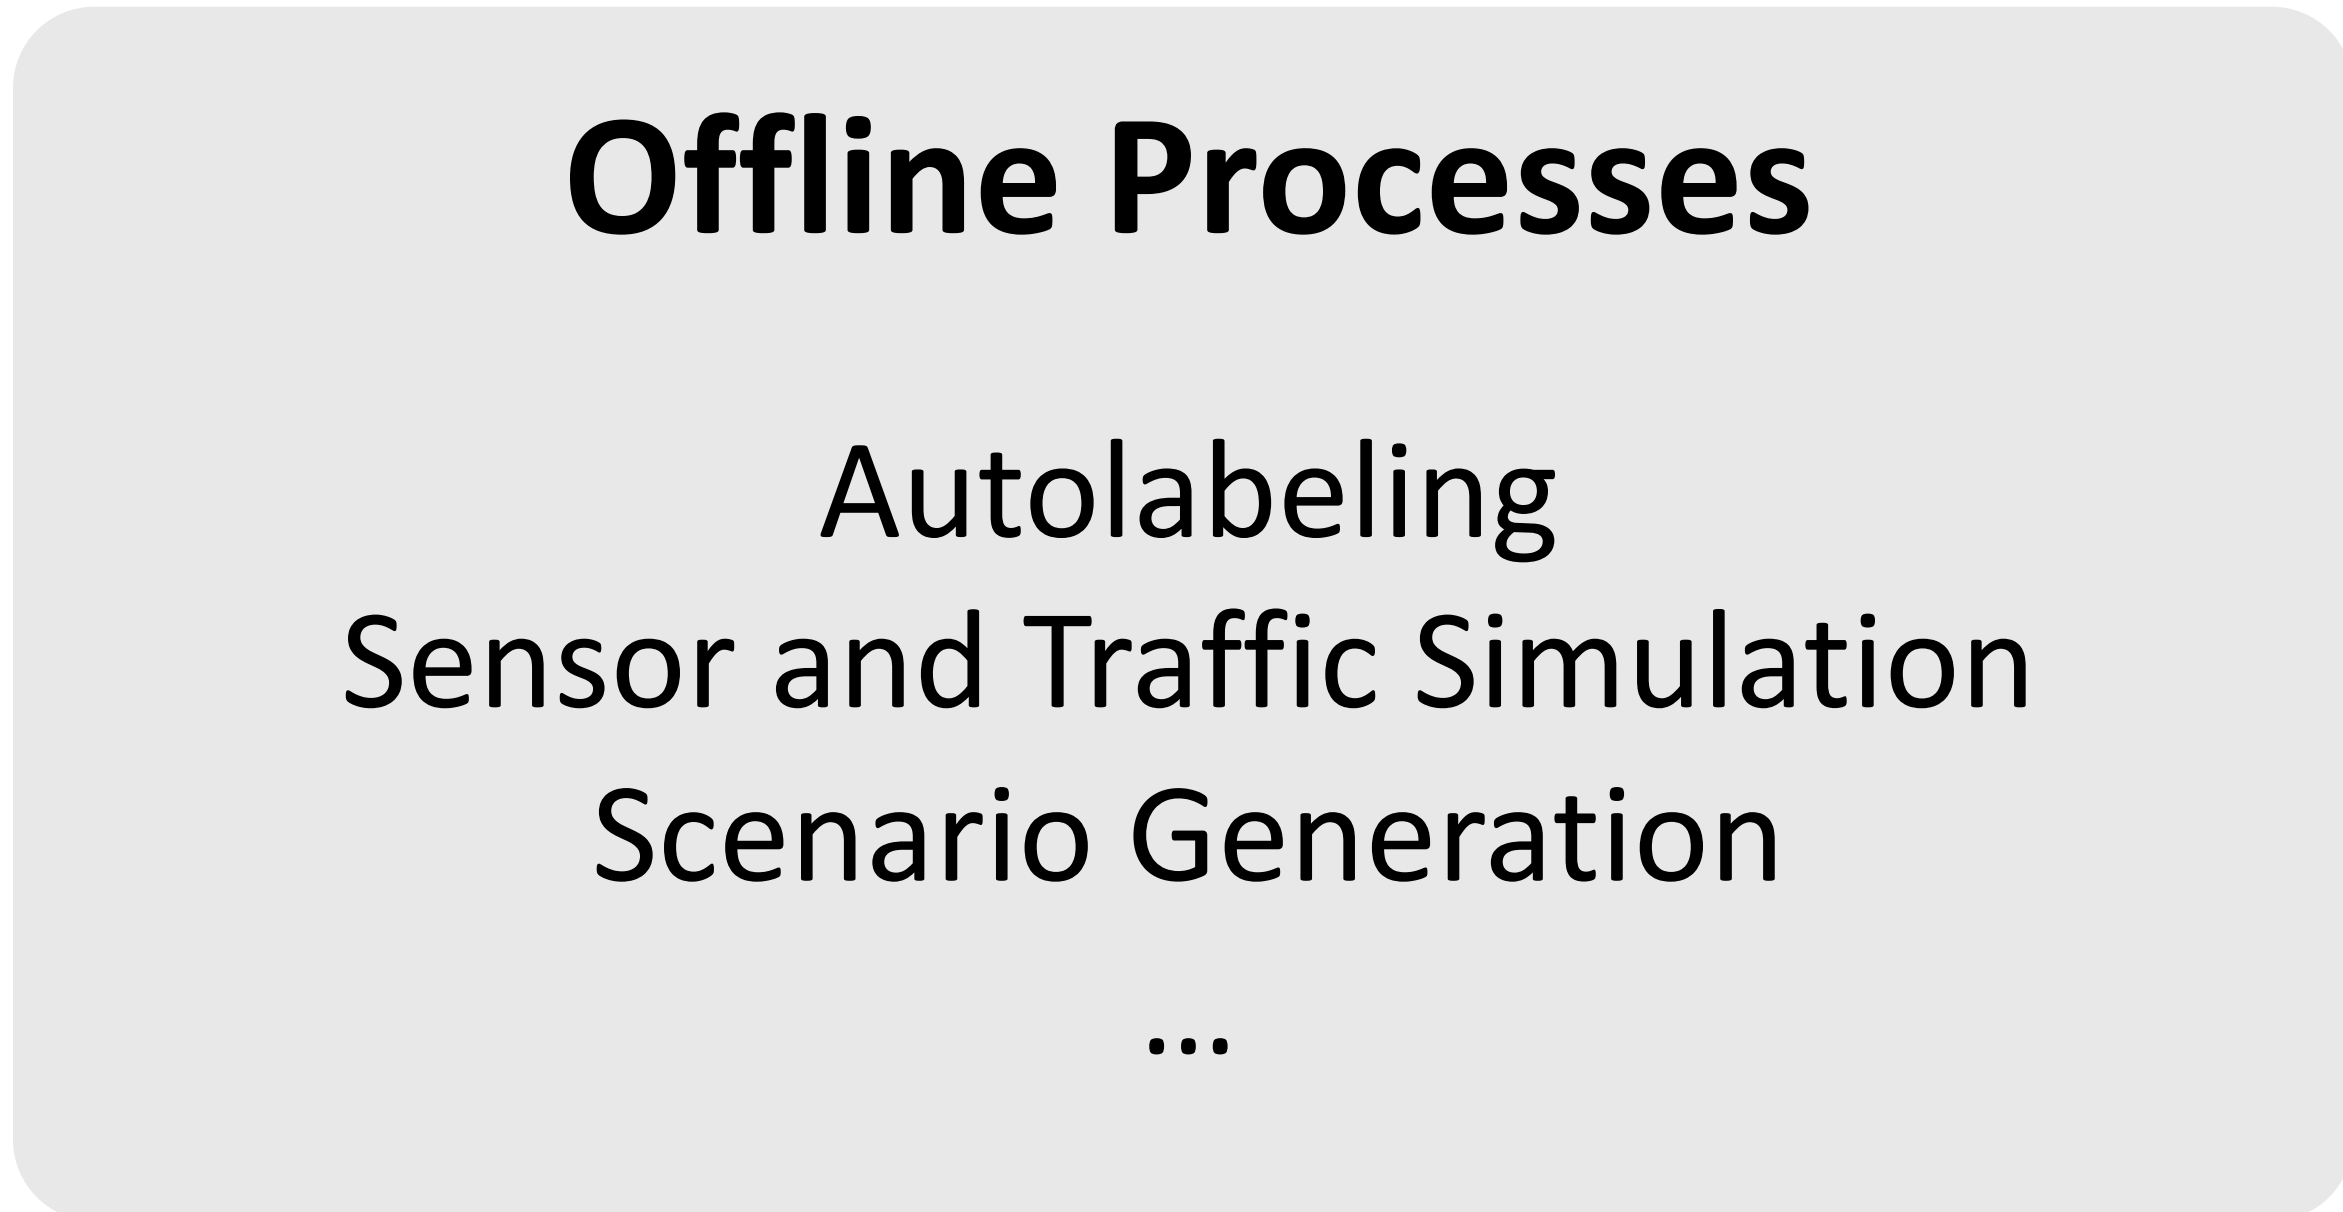 Offline Processes
Autolabeling
Sensor and Traffic Simulation
Scenario Generation
...